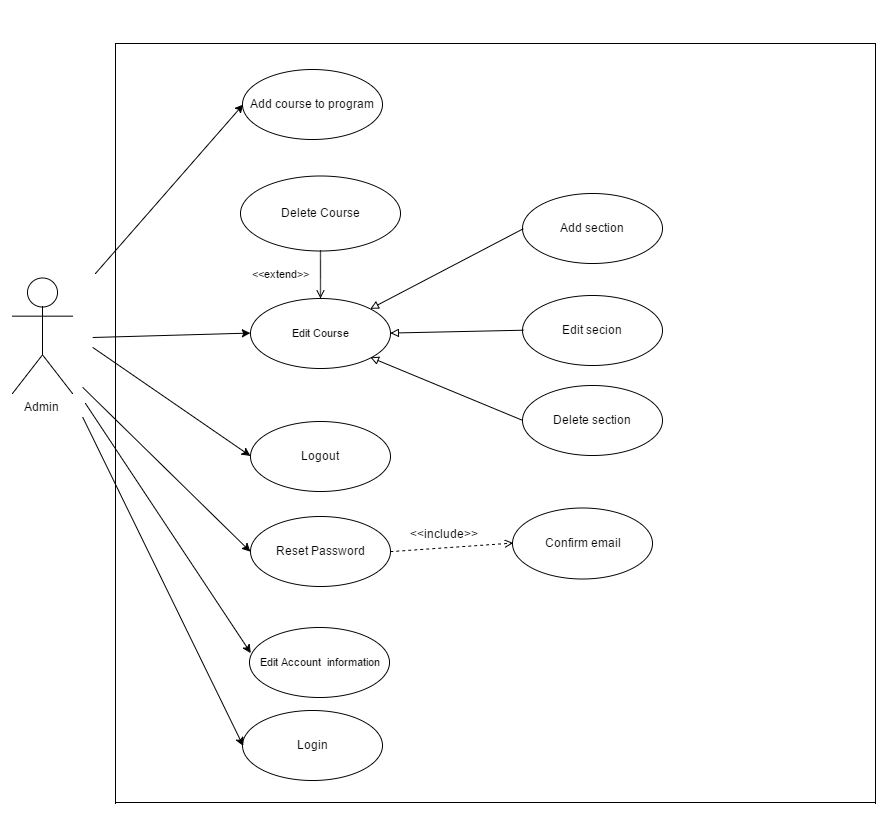 Add course to program
Delete Course
Add section
<<extend>>
Edit Course
Edit secion
Admin
Delete section
Logout
<<include>>
Reset Password
Confirm email
Edit Account  information
Login